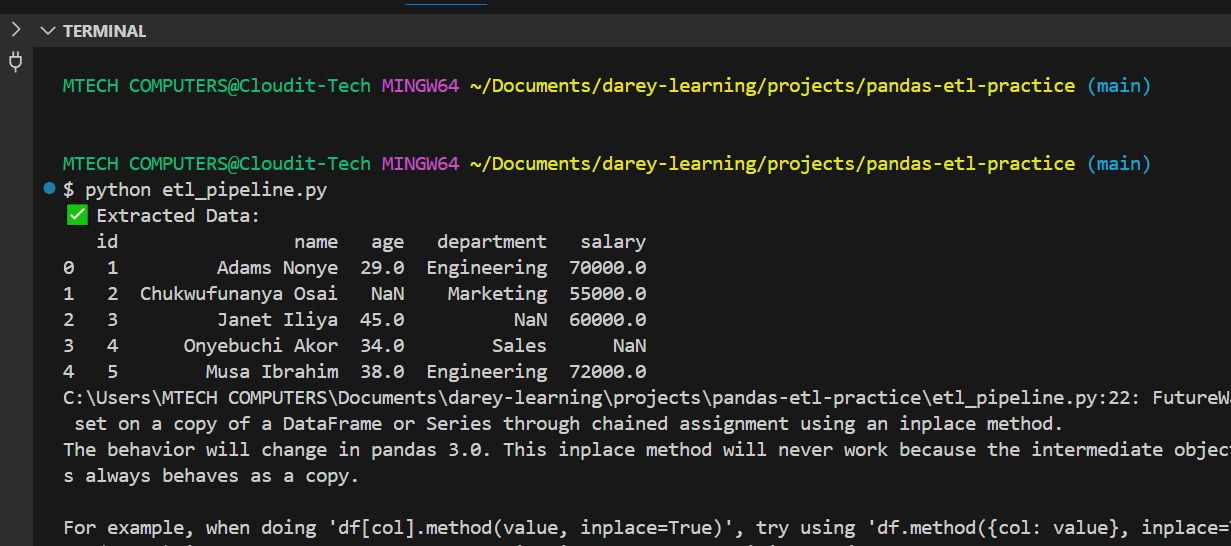 TERMINAL
MTECH COMPUTERS@Cloudit-Tech MINGW64 ~/Documents/darey-learning/projects/pandas-etl-practice (main)
MTECH COMPUTERS@Cloudit-Tech MINGW64 ~/Documents/darey-learning/projects/pandas-etl-practice (main)
$ python etl_pipeline.py
✅ Extracted Data:
   id                name   age   department   salary
0   1         Adams Nonye  29.0  Engineering  70000.0
1   2  Chukwufunanya Osai   NaN    Marketing  55000.0
2   3        Janet Iliya  45.0          NaN  60000.0
3   4      Onyebuchi Akor  34.0        Sales      NaN
4   5        Musa Ibrahim  38.0  Engineering  72000.0
C:\Users\MTECH COMPUTERS\Documents\darey-learning\projects\pandas-etl-practice\etl_pipeline.py:22: FutureW
 set on a copy of a DataFrame or Series through chained assignment using an inplace method.
The behavior will change in pandas 3.0. This inplace method will never work because the intermediate objec
s always behaves as a copy.
For example, when doing 'df[col].method(value, inplace=True)', try using 'df.method({col: value}, inplace=